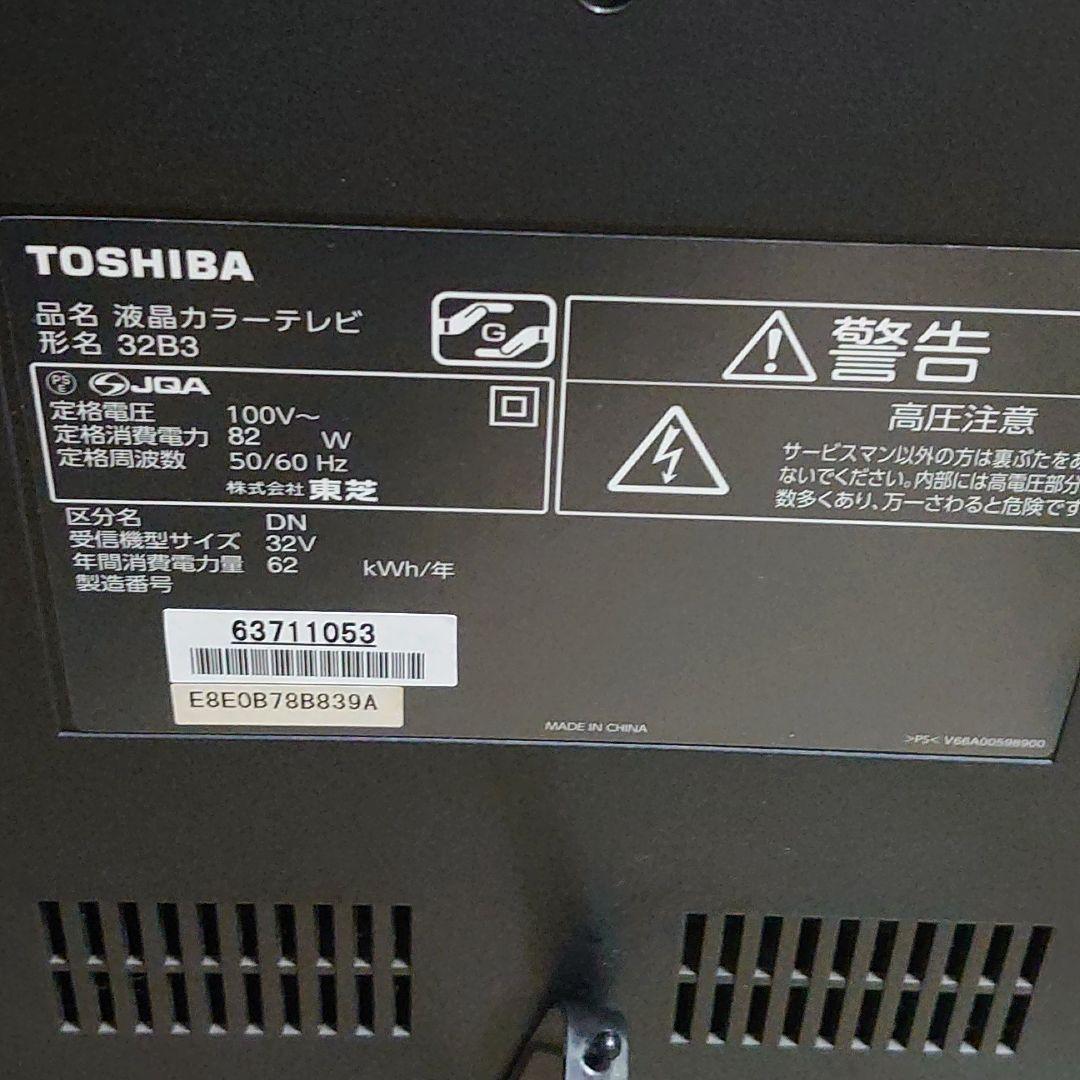 TOSHIBA
品名 液晶カラーテレビ
形名 32B3
G
PS
E
JQA
定格電圧 100V～
定格消費電力 82 W
定格周波数 50/60 Hz
株式会社 東芝
区分名 DN
受信機型サイズ 32V
年間消費電力量 62 kWh/年
製造番号
63711053
E8E0B78B839A
警告
高圧注意
サービスマン以外の方は裏ぶたをあ
ないでください。内部には高電圧部分
数多くあり、万一さわると危険です
MADE IN CHINA
>PS< V66A00598900